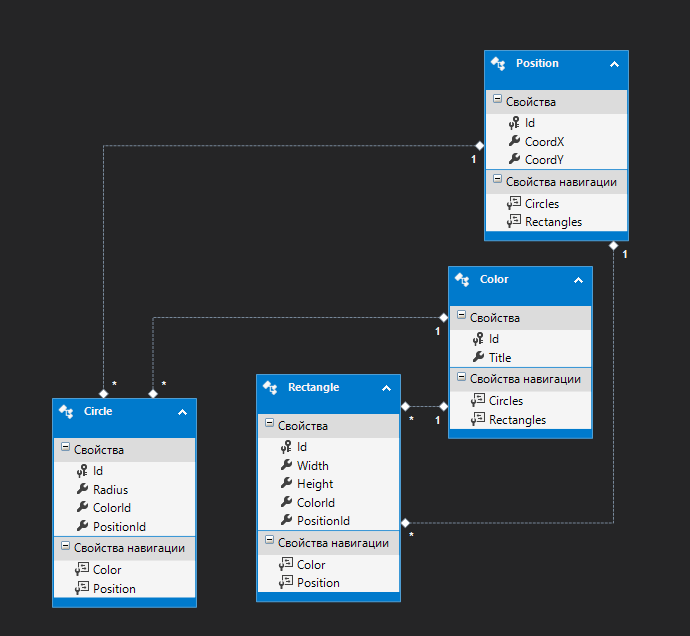 Position
Свойства
Id
CoordX
CoordY
Свойства навигации
Circles
Rectangles
1
1
Color
Свойства
Id
Title
Свойства навигации
Circles
Rectangles
1
1
Rectangle
Свойства
Id
Width
Height
ColorId
PositionId
Свойства навигации
Color
Position
*
*
Circle
Свойства
Id
Radius
ColorId
PositionId
Свойства навигации
Color
Position
*
*